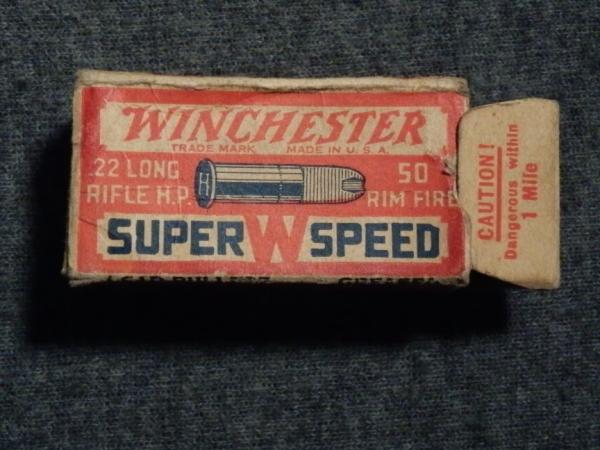 WINCHESTER
TRADE MARK MADE IN U. S. A.
.22 LONG
RIFLE H.P.
H
50
RIM FIRE
SUPER W SPEED
CAUTION!
Dangerous within
1 Mile